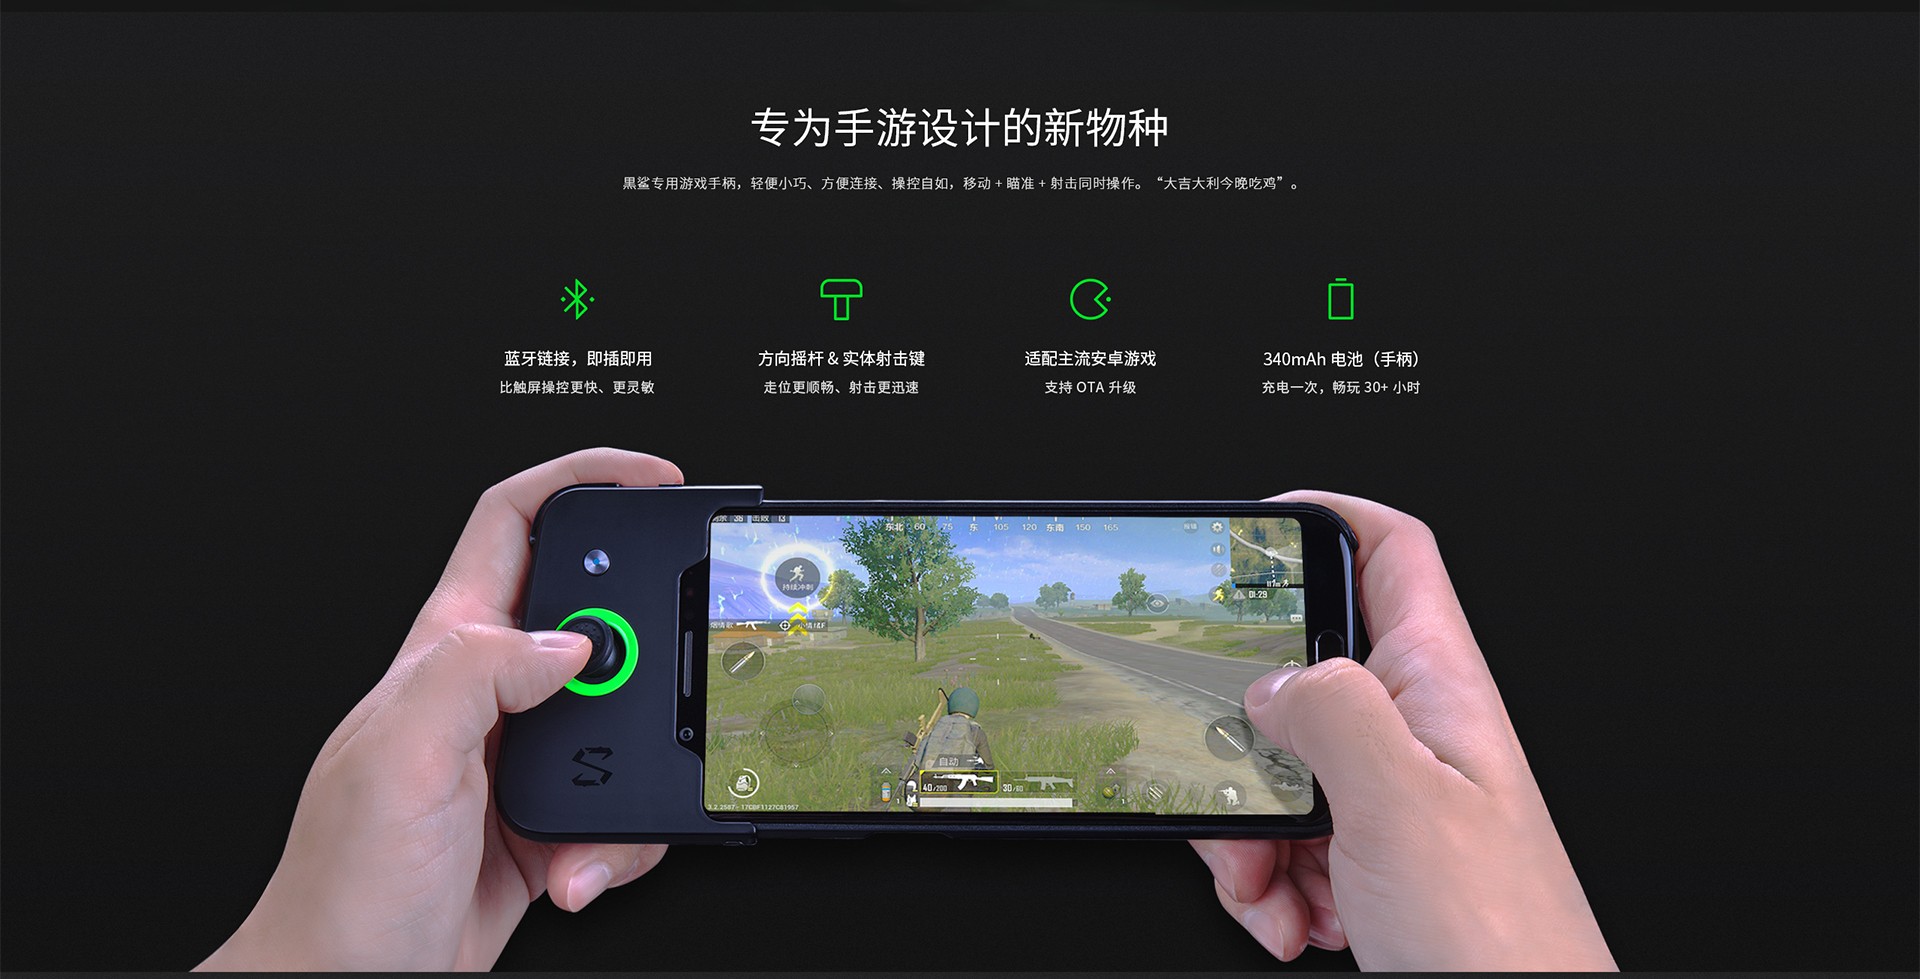 专为手游设计的新物种
黑鲨专用游戏手柄，轻便小巧、方便连接、操控自如，移动 + 瞄准 + 射击同时操作。“大吉大利今晚吃鸡”。
蓝牙链接，即插即用
比触屏操控更快、更灵敏
方向摇杆 & 实体射击键
走位更顺畅、射击更迅速
适配主流安卓游戏
支持 OTA 升级
340mAh 电池（手柄）
充电一次，畅玩 30+ 小时
东北 60 75 东 105 120 东南 150 165
持续冲刺
01:29
自动
40/200
30/60
1
1